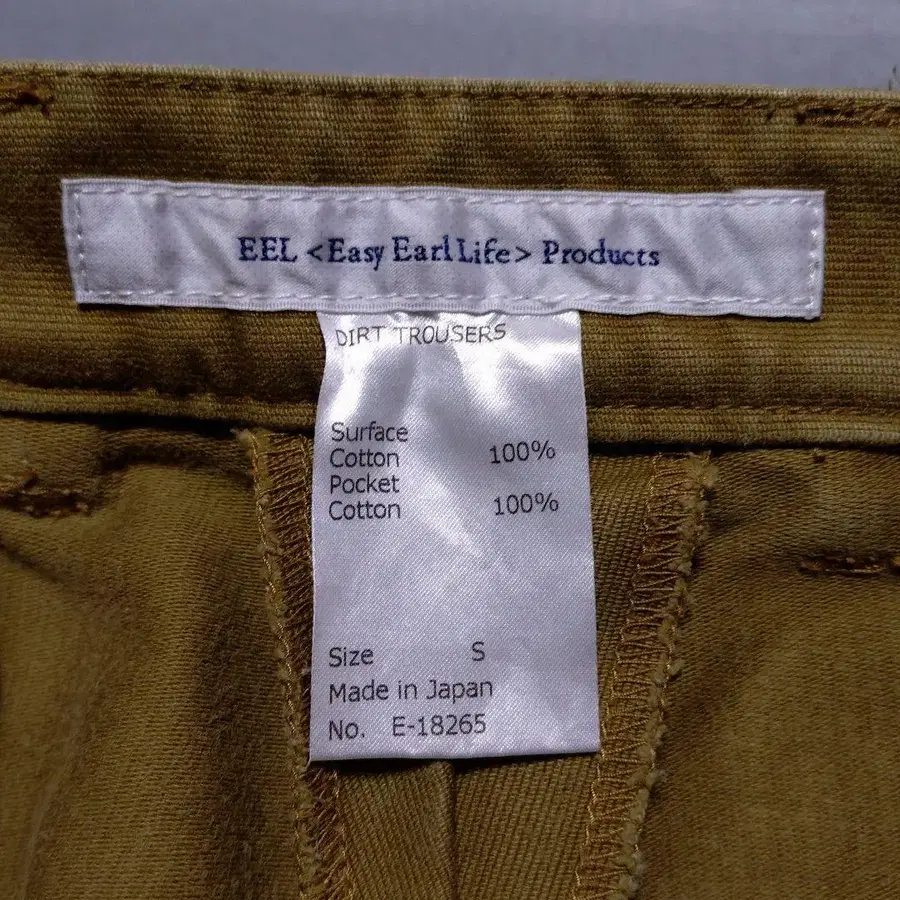 EEL <Easy Earl Life> Products
DIRT TROUSERS
Surface
Cotton 100%
Pocket
Cotton 100%
Size S
Made in Japan
No. E-18265